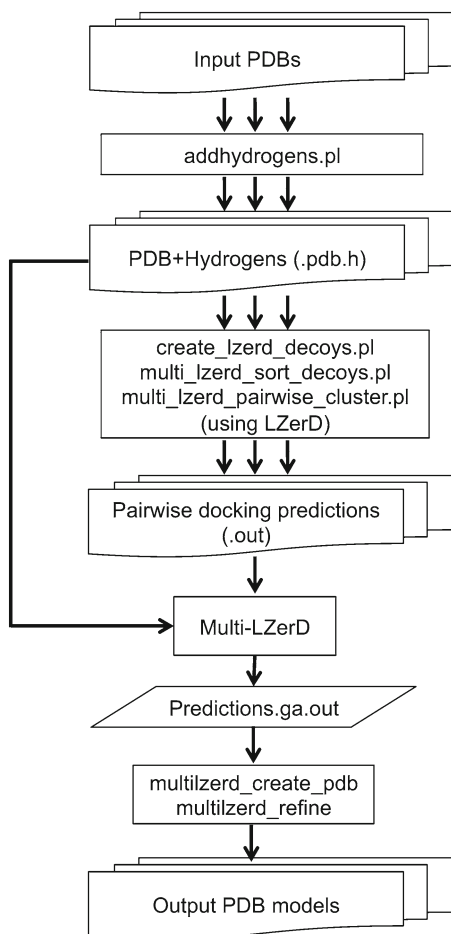 Input PDBs
addhydrogens.pl
PDB+Hydrogens (.pdb.h)
create_lzerd_decoys.pl
multi_lzerd_sort_decoys.pl
multi_lzerd_pairwise_cluster.pl
(using LZerD)
Pairwise docking predictions
(.out)
Multi-LZerD
Predictions.ga.out
multilzerd_create_pdb
multilzerd_refine
Output PDB models